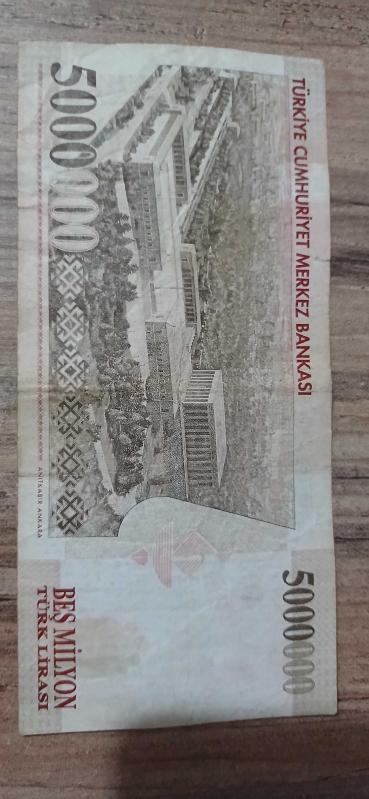 TÜRKİYE CUMHURİYET MERKEZ BANKASI
5000000
5000000
ANITKABİR ANKARA
BEŞ MİLYON
TÜRK LİRASI